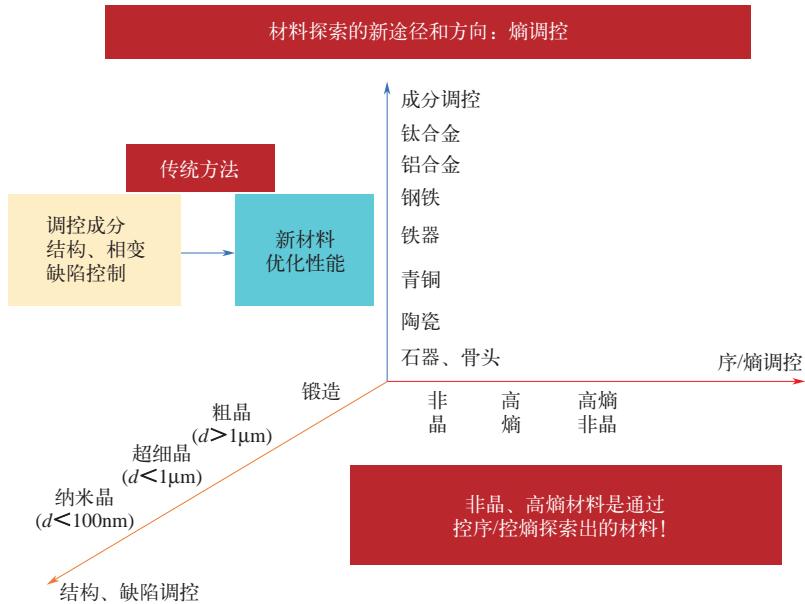 材料探索的新途径和方向：熵调控
成分调控
钛合金
铝合金
钢铁
铁器
青铜
陶瓷
石器、骨头
传统方法
调控成分
结构、相变
缺陷控制
新材料
优化性能
序/熵调控
锻造
粗晶
(d＞1μm)
超细晶
(d＜1μm)
纳米晶
(d＜100nm)
结构、缺陷调控
非
晶
高
熵
高熵
非晶
非晶、高熵材料是通过
控序/控熵探索出的材料！